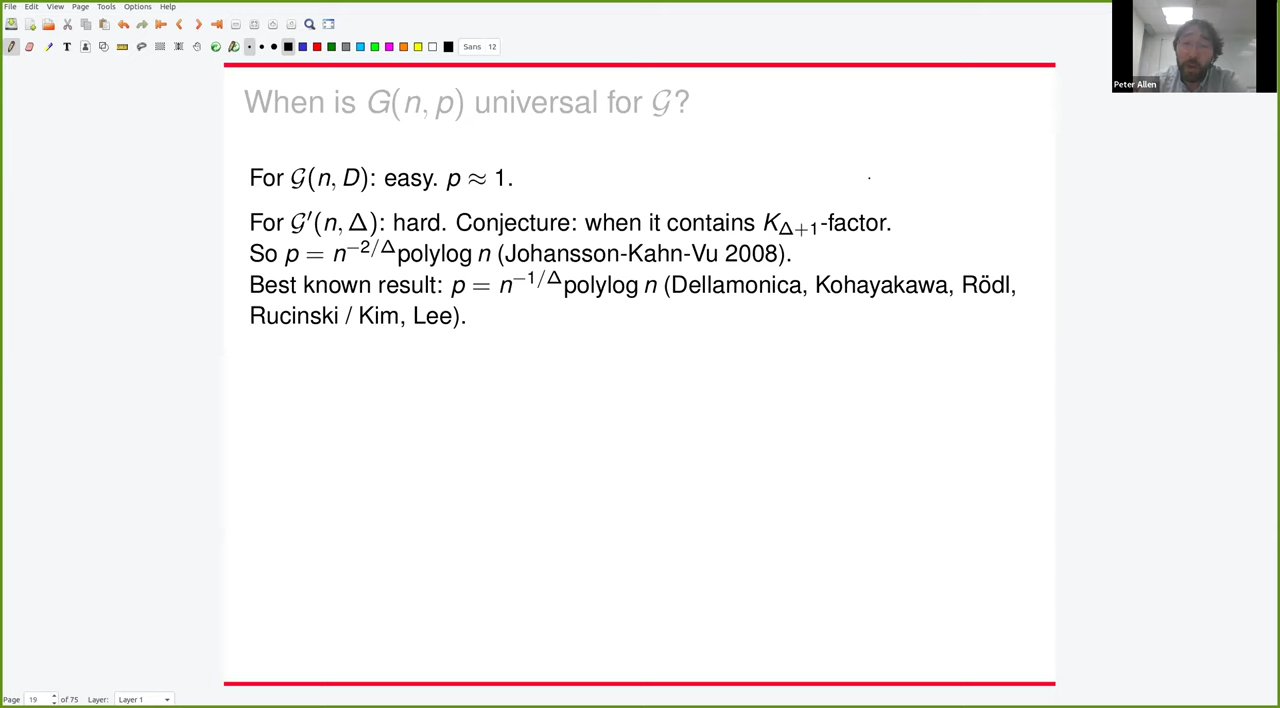 File Edit View Page Tools Options Help
T
Sans 12
Peter Allen
When is G(n, p) universal for 𝒢?
For 𝒢(n, D): easy. p ≈ 1.
For 𝒢′(n, Δ): hard. Conjecture: when it contains K_{Δ+1}-factor.
So p = n^{−2/Δ}polylog n (Johansson-Kahn-Vu 2008).
Best known result: p = n^{−1/Δ}polylog n (Dellamonica, Kohayakawa, Rödl,
Rucinski / Kim, Lee).
Page 19 of 75 Layer: Layer 1